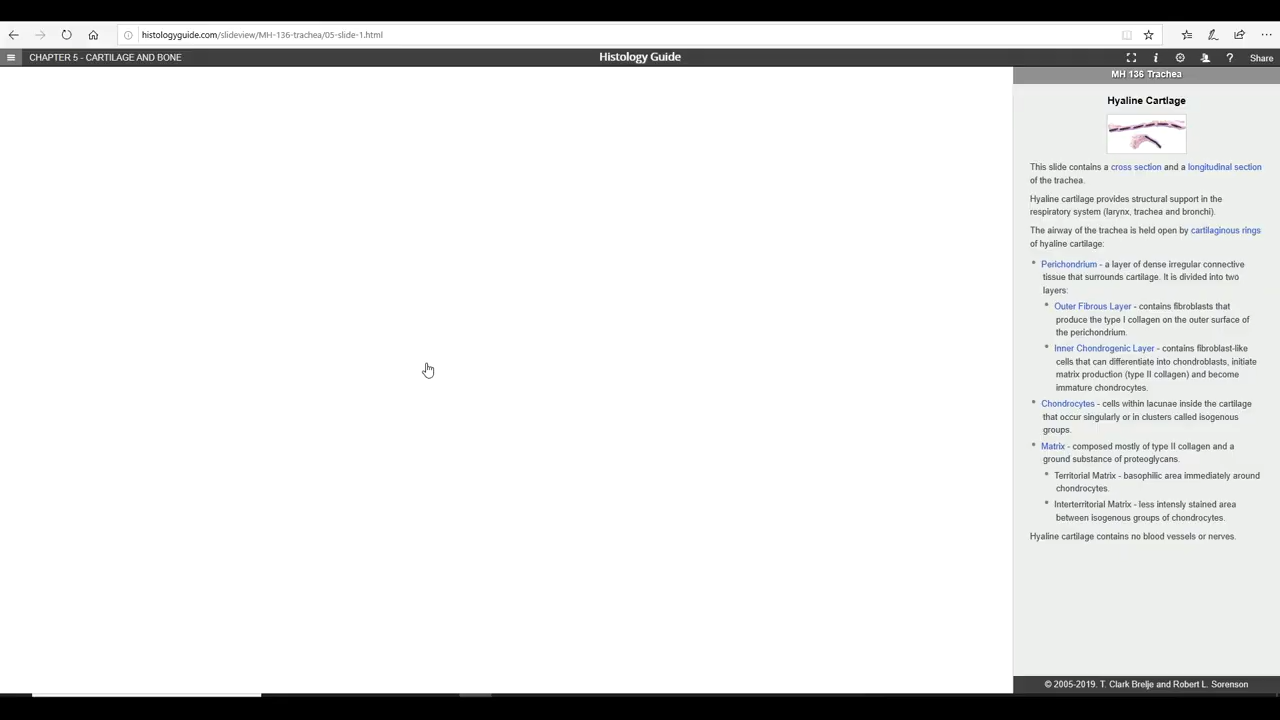 histologyguide.com/slideview/MH-136-trachea/05-slide-1.html
CHAPTER 5 - CARTILAGE AND BONE
Histology Guide
i
?
Share
MH 136 Trachea
Hyaline Cartlage
This slide contains a cross section and a longitudinal section
of the trachea.
Hyaline cartilage provides structural support in the
respiratory system (larynx, trachea and bronchi).
The airway of the trachea is held open by cartilaginous rings
of hyaline cartilage:
* Perichondrium - a layer of dense irregular connective
tissue that surrounds cartilage. It is divided into two
layers:
* Outer Fibrous Layer - contains fibroblasts that
produce the type I collagen on the outer surface of
the perichondrium.
* Inner Chondrogenic Layer - contains fibroblast-like
cells that can differentiate into chondroblasts, initiate
matrix production (type II collagen) and become
immature chondrocytes.
* Chondrocytes - cells within lacunae inside the cartilage
that occur singularly or in clusters called isogenous
groups.
* Matrix - composed mostly of type II collagen and a
ground substance of proteoglycans.
* Territorial Matrix - basophilic area immediately around
chondrocytes.
* Interterritorial Matrix - less intensly stained area
between isogenous groups of chondrocytes.
Hyaline cartilage contains no blood vessels or nerves.
© 2005-2019. T. Clark Brelje and Robert L. Sorenson